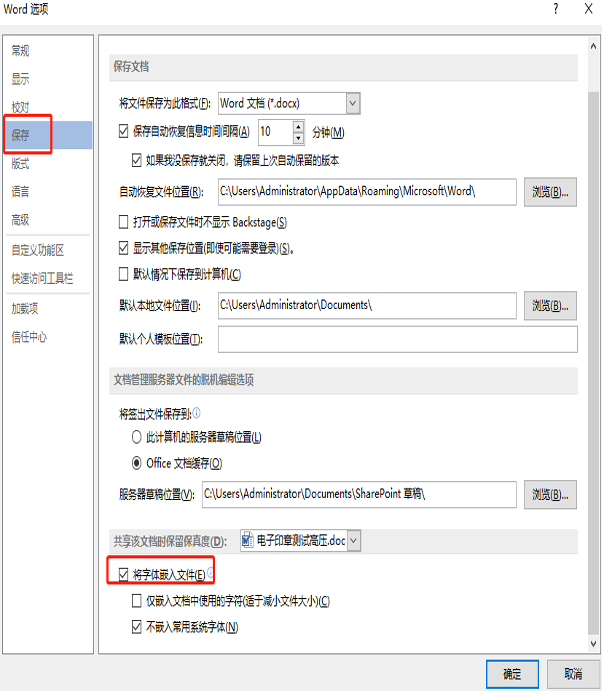 Word 选项
常规
显示
校对
保存
版式
语言
高级
自定义功能区
快速访问工具栏
加载项
信任中心
保存文档
将文件保存为此格式(F): Word 文档 (*.docx)
保存自动恢复信息时间间隔(A) 10 分钟(M)
如果我没保存就关闭，请保留上次自动保留的版本
自动恢复文件位置(R): C:\Users\Administrator\AppData\Roaming\Microsoft\Word\ 浏览(B)...
打开或保存文件时不显示 Backstage(S)
显示其他保存位置(即使可能需要登录)(S)。
默认情况下保存到计算机(C)
默认本地文件位置(I): C:\Users\Administrator\Documents\ 浏览(B)...
默认个人模板位置(T):
文档管理服务器文件的脱机编辑选项
将签出文件保存到:
此计算机的服务器草稿位置(L)
Office 文档缓存(O)
服务器草稿位置(V): C:\Users\Administrator\Documents\SharePoint 草稿\ 浏览(B)...
共享该文档时保留保真度(D): 电子印章测试高压.doc
将字体嵌入文件(E)
仅嵌入文档中使用的字符(适于减小文件大小)(C)
不嵌入常用系统字体(N)
确定 取消